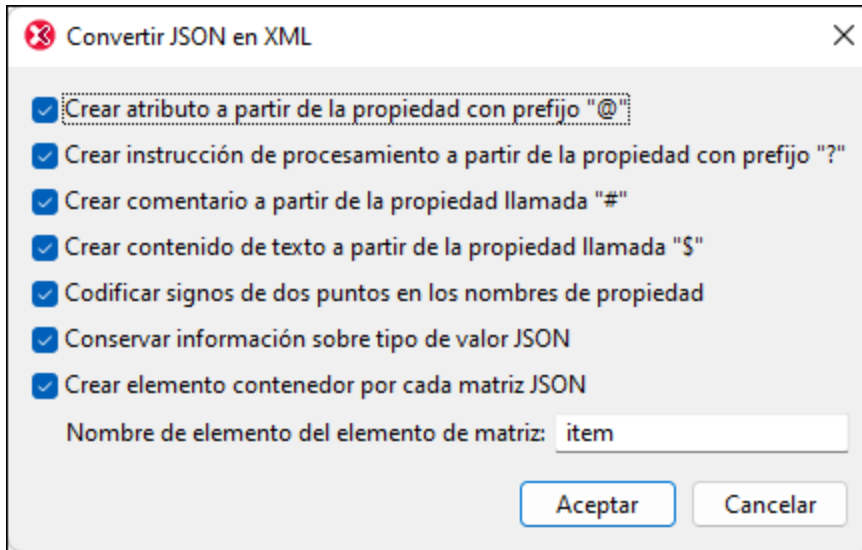 Convertir JSON en XML
Crear atributo a partir de la propiedad con prefijo "@"
Crear instrucción de procesamiento a partir de la propiedad con prefijo "?"
Crear comentario a partir de la propiedad llamada "#"
Crear contenido de texto a partir de la propiedad llamada "$"
Codificar signos de dos puntos en los nombres de propiedad
Conservar información sobre tipo de valor JSON
Crear elemento contenedor por cada matriz JSON
Nombre de elemento del elemento de matriz: item
Aceptar Cancelar